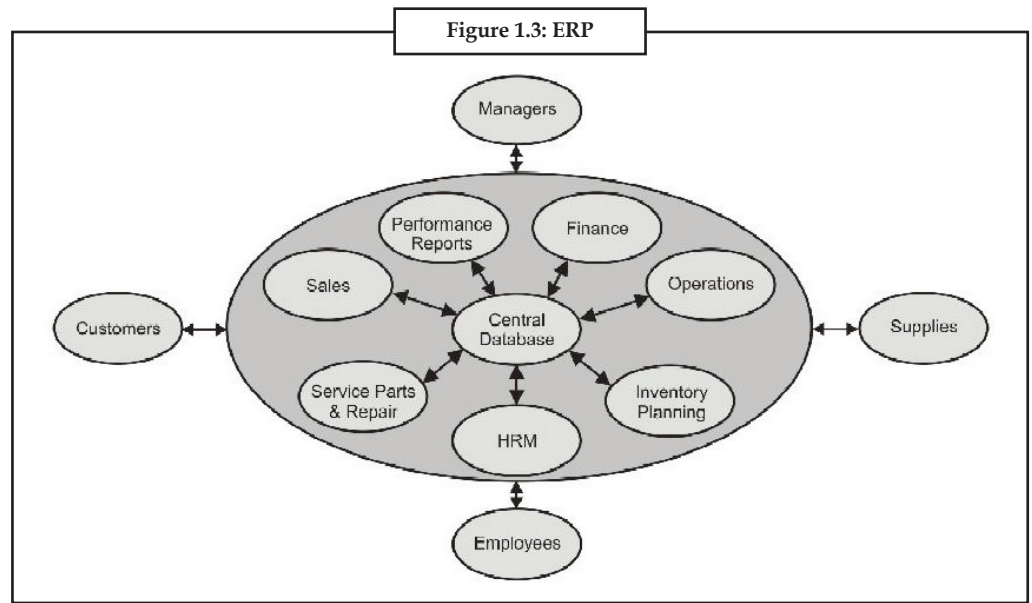 Figure 1.3: ERP
Managers
Performance
Reports
Finance
Sales
Operations
Customers
Central
Database
Supplies
Service Parts
& Repair
Inventory
Planning
HRM
Employees